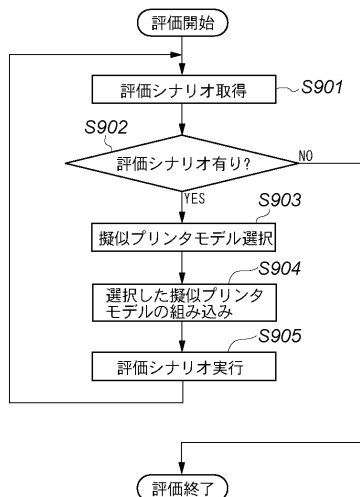 評価開始
評価シナリオ取得
S901
S902
評価シナリオ有り?
NO
YES
S903
擬似プリンタモデル選択
S904
選択した擬似プリンタ
モデルの組み込み
S905
評価シナリオ実行
評価終了